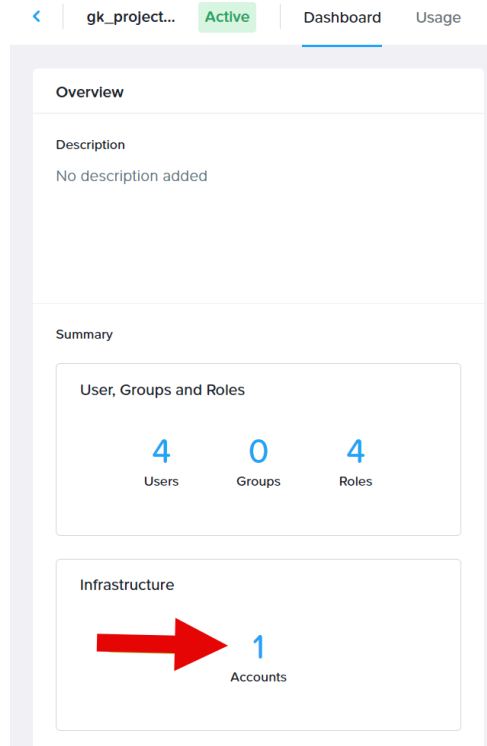 gk_project... Active Dashboard Usage
Overview
Description
No description added
Summary
User, Groups and Roles
4 0 4
Users Groups Roles
Infrastructure
1
Accounts